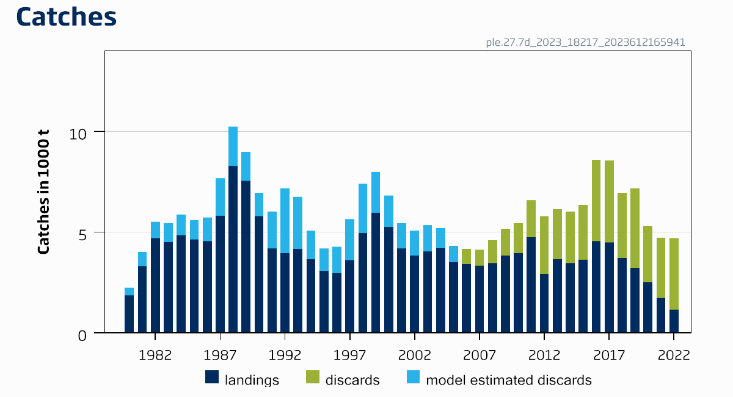 Catches
ple.27.7d_2023_18217_2023612165941
Catches in 1000 t
10
5
0
1982 1987 1992 1997 2002 2007 2012 2017 2022
landings discards model estimated discards